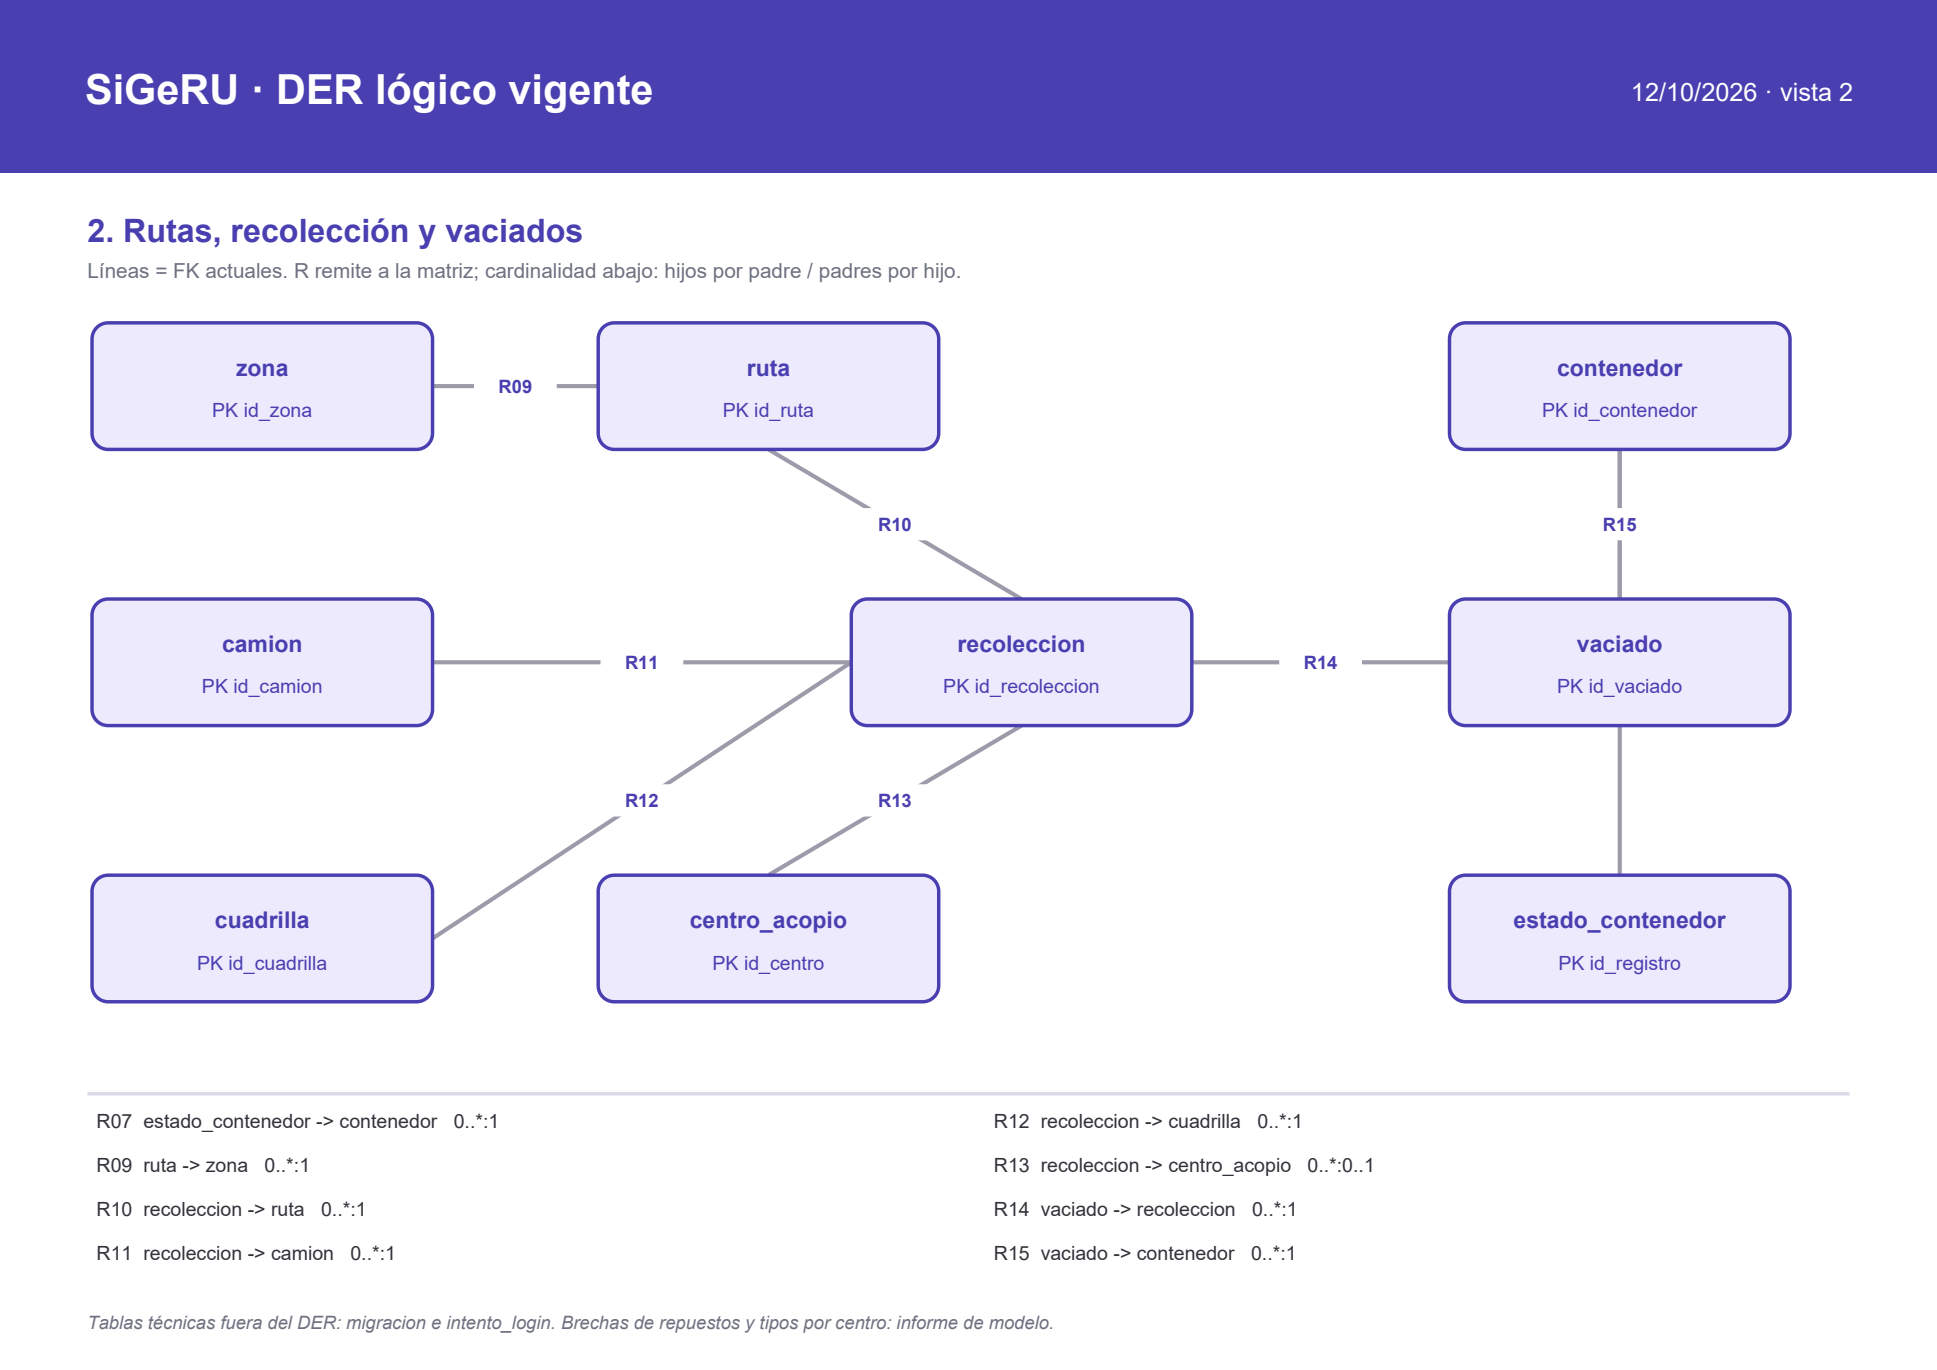 SiGeRU · DER lógico vigente
12/10/2026 · vista 2
2. Rutas, recolección y vaciados
Líneas = FK actuales. R remite a la matriz; cardinalidad abajo: hijos por padre / padres por hijo.
zona
PK id_zona
R09
ruta
PK id_ruta
contenedor
PK id_contenedor
R10
R15
camion
PK id_camion
R11
recoleccion
PK id_recoleccion
R14
vaciado
PK id_vaciado
R12
R13
cuadrilla
PK id_cuadrilla
centro_acopio
PK id_centro
estado_contenedor
PK id_registro
R07 estado_contenedor -> contenedor 0..*:1
R09 ruta -> zona 0..*:1
R10 recoleccion -> ruta 0..*:1
R11 recoleccion -> camion 0..*:1
R12 recoleccion -> cuadrilla 0..*:1
R13 recoleccion -> centro_acopio 0..*:0..1
R14 vaciado -> recoleccion 0..*:1
R15 vaciado -> contenedor 0..*:1
Tablas técnicas fuera del DER: migracion e intento_login. Brechas de repuestos y tipos por centro: informe de modelo.